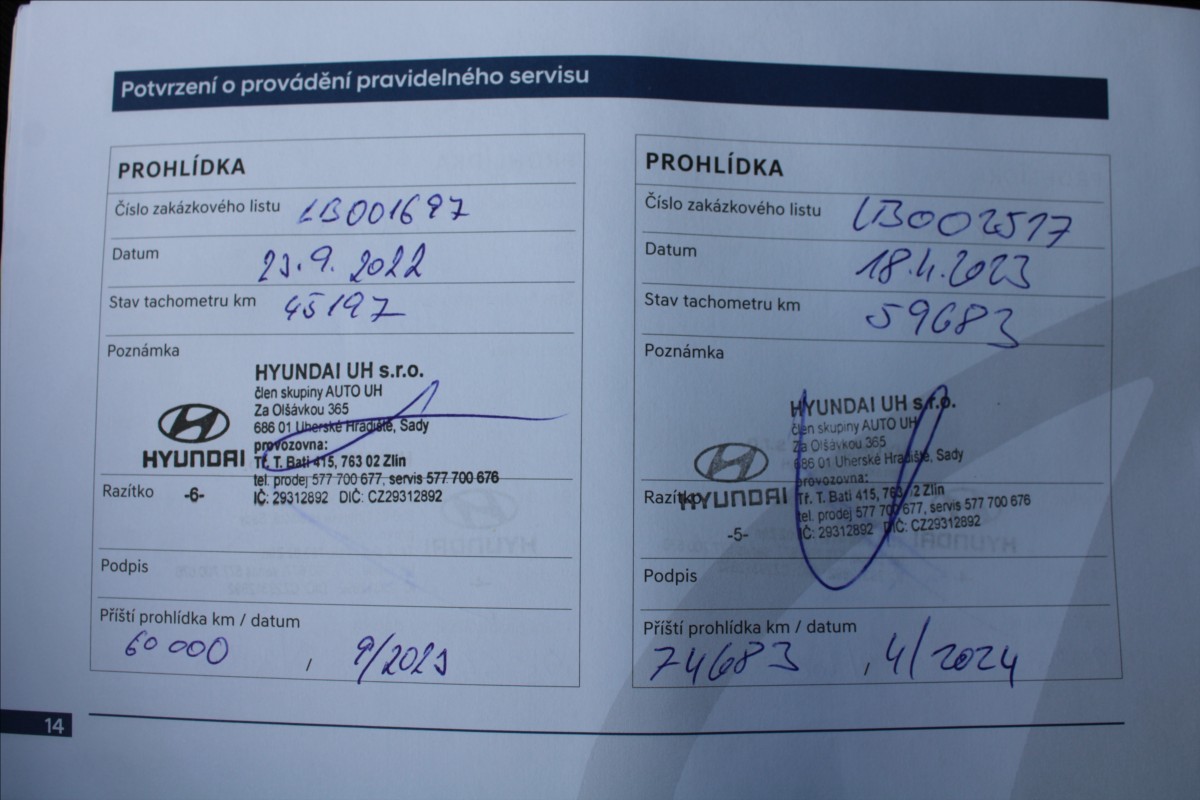 Potvrzení o provádění pravidelného servisu
PROHLÍDKA
Číslo zakázkového listu LB001697
Datum 23.9. 2022
Stav tachometru km 45197
Poznámka
HYUNDAI UH s.r.o.
člen skupiny AUTO UH
Za Olšávkou 365
686 01 Uherské Hradiště, Sady
provozovna:
HYUNDAI
Tř. T. Bati 415, 763 02 Zlín
tel. prodej 577 700 677, servis 577 700 676
Razítko -6- IČ: 29312892 DIČ: CZ29312892
Podpis
Příští prohlídka km / datum
60 000 / 9/2023
PROHLÍDKA
Číslo zakázkového listu LB002517
Datum 18.4.2023
Stav tachometru km 59683
Poznámka
HYUNDAI UH s.r.o.
člen skupiny AUTO UH
Za Olšávkou 365
686 01 Uherské Hradiště, Sady
provozovna:
Razítko HYUNDAI Tř. T. Bati 415, 763 02 Zlín
tel. prodej 577 700 677, servis 577 700 676
-5- IČ: 29312892 DIČ: CZ29312892
Podpis
Příští prohlídka km / datum
74683 / 4/2024
14